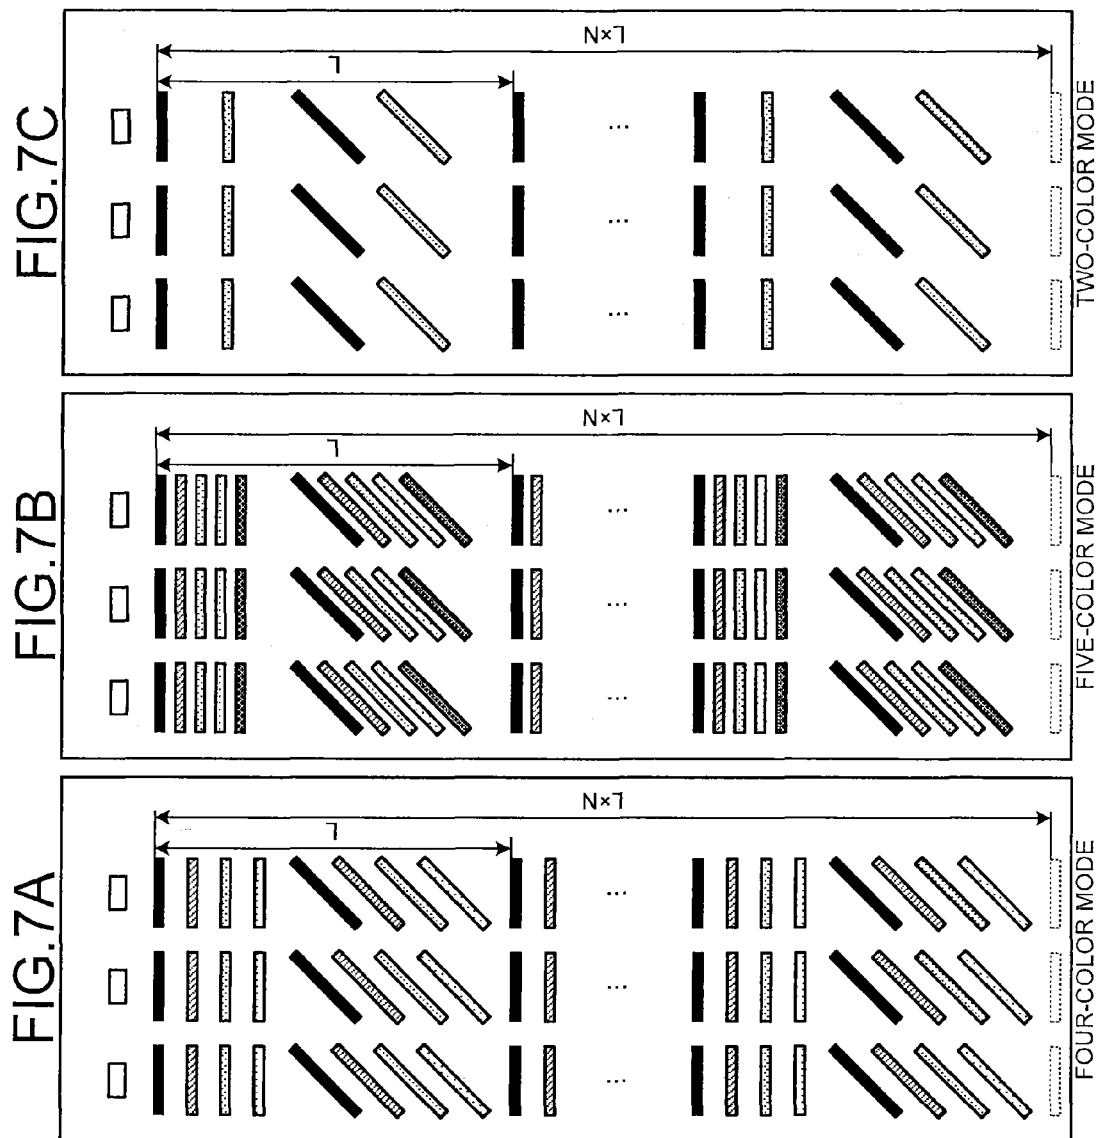 FIG.7A
L×N
L
...
...
...
FOUR-COLOR MODE
FIG.7B
L×N
L
...
...
...
FIVE-COLOR MODE
FIG.7C
L×N
L
...
...
...
TWO-COLOR MODE